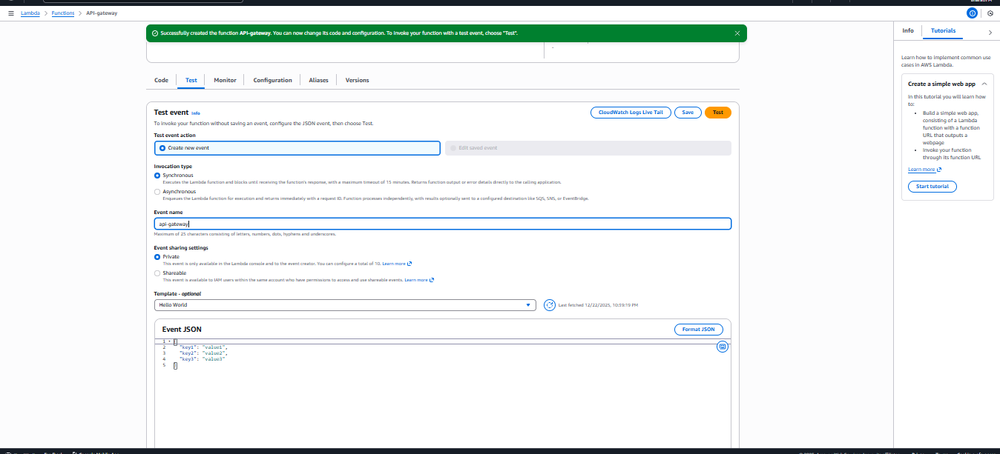 Lambda > Functions > API-gateway
Successfully created the function API-gateway. You can now change its code and configuration. To invoke your function with a test event, choose "Test".
Code
Test
Monitor
Configuration
Aliases
Versions
Test event Info
CloudWatch Logs Live Tail
Save
Test
To invoke your function without saving an event, configure the JSON event, then choose Test.
Test event action
Create new event
Edit saved event
Invocation type
Synchronous
Executes the Lambda function and blocks until receiving the function's response, with a maximum timeout of 15 minutes. Returns function output or error details directly to the calling application.
Asynchronous
Enqueues the Lambda function for execution and returns immediately with a request ID. Function processes independently, with results optionally sent to a configured destination like SQS, SNS, or EventBridge.
Event name
api-gateway
Maximum of 25 characters consisting of letters, numbers, dots, hyphens and underscores.
Event sharing settings
Private
This event is only available in the Lambda console and to the event creator. You can configure a total of 10. Learn more
Shareable
This event is available to IAM users within the same account who have permissions to access and use shareable events. Learn more
Template - optional
Hello World
Last fetched 12/22/2025, 10:39:19 PM
Event JSON
Format JSON
1 {
2 "key1": "value1",
3 "key2": "value2",
4 "key3": "value3"
5 }
Info
Tutorials
Learn how to implement common use
cases in AWS Lambda.
Create a simple web app
In this tutorial you will learn how
to:
• Build a simple web app,
consisting of a Lambda
function with a function
URL that outputs a
webpage
• Invoke your function
through its function URL
Learn more
Start tutorial